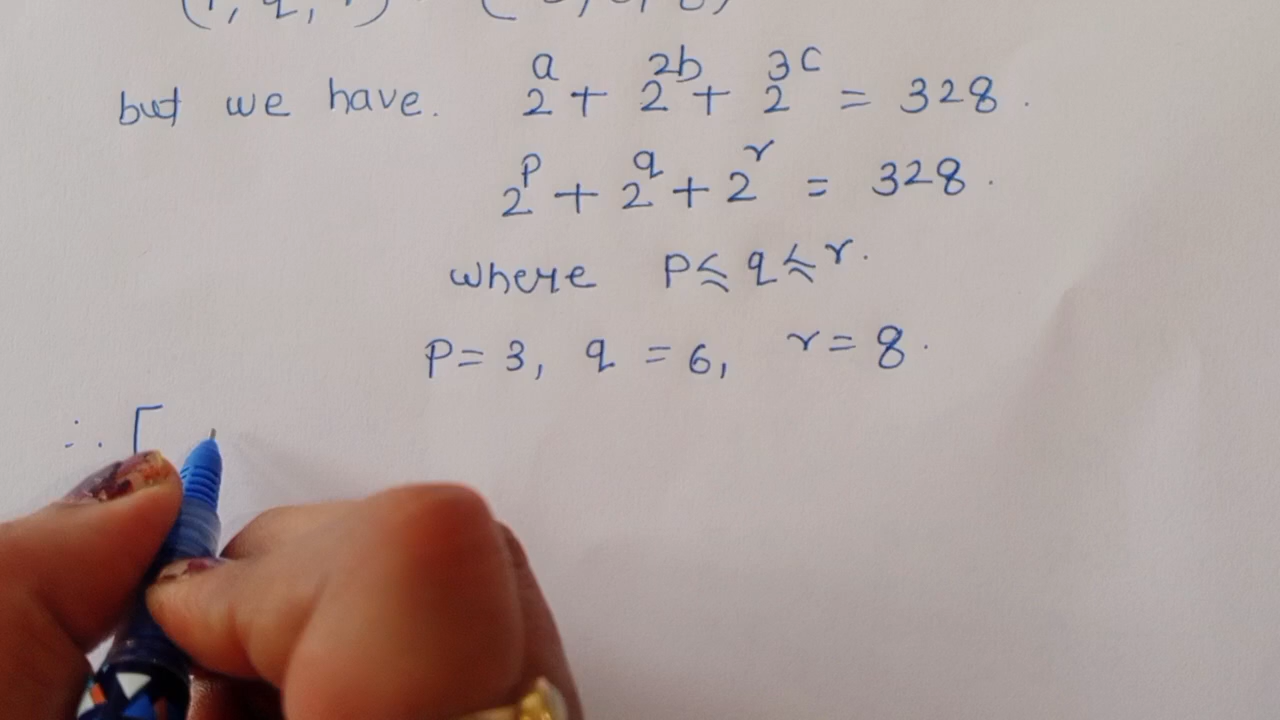 but we have. 2^a + 2^2b + 2^3c = 328.
2^p + 2^q + 2^r = 328.
where p ≤ q ≤ r.
p = 3, q = 6, r = 8.
∴ [